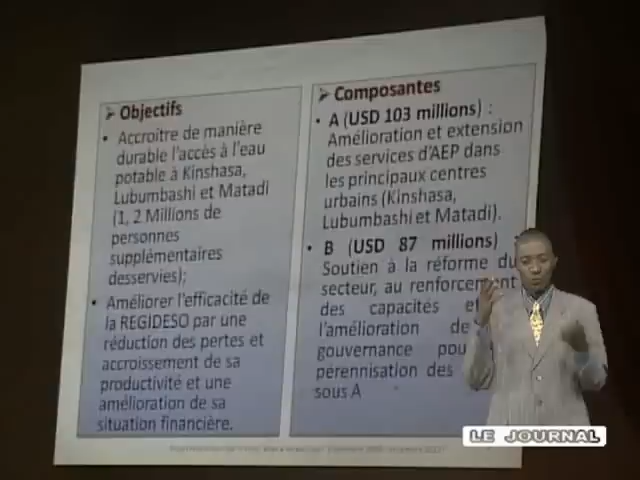 ➢ Objectifs
• Accroitre de manière
durable l'accès à l'eau
potable à Kinshasa,
Lubumbashi et Matadi
(1, 2 Millions de
personnes
supplémentaires
desservies);
• Améliorer l'efficacité de
la REGIDESO par une
réduction des pertes et
accroissement de sa
productivité et une
amélioration de sa
situation financière.
➢ Composantes
• A (USD 103 millions) :
Amélioration et extension
des services d'AEP dans
les principaux centres
urbains (Kinshasa,
Lubumbashi et Matadi).
• B (USD 87 millions) :
Soutien à la réforme du
secteur, au renforcement
des capacités et
l'amélioration de
gouvernance pou
pérennisation des
sous A
LE JOURNAL